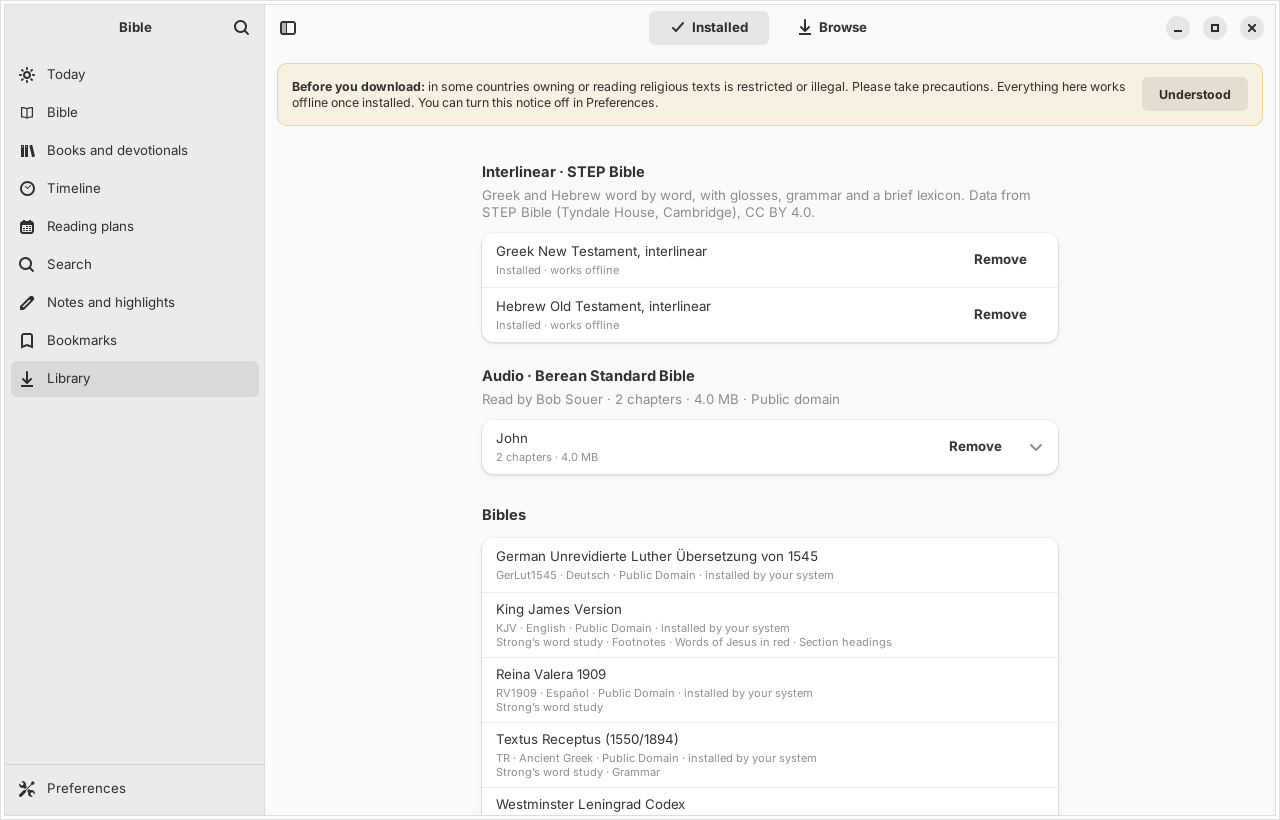 Bible
Today
Bible
Books and devotionals
Timeline
Reading plans
Search
Notes and highlights
Bookmarks
Library
Preferences
Installed
Browse
Before you download: in some countries owning or reading religious texts is restricted or illegal. Please take precautions. Everything here works
offline once installed. You can turn this notice off in Preferences.
Understood
Interlinear · STEP Bible
Greek and Hebrew word by word, with glosses, grammar and a brief lexicon. Data from
STEP Bible (Tyndale House, Cambridge), CC BY 4.0.
Greek New Testament, interlinear
Installed · works offline
Remove
Hebrew Old Testament, interlinear
Installed · works offline
Remove
Audio · Berean Standard Bible
Read by Bob Souer · 2 chapters · 4.0 MB · Public domain
John
2 chapters · 4.0 MB
Remove
Bibles
German Unrevidierte Luther Übersetzung von 1545
GerLut1545 · Deutsch · Public Domain · installed by your system
King James Version
KJV · English · Public Domain · installed by your system
Strong's word study · Footnotes · Words of Jesus in red · Section headings
Reina Valera 1909
RV1909 · Español · Public Domain · installed by your system
Strong's word study
Textus Receptus (1550/1894)
TR · Ancient Greek · Public Domain · installed by your system
Strong's word study · Grammar
Westminster Leningrad Codex